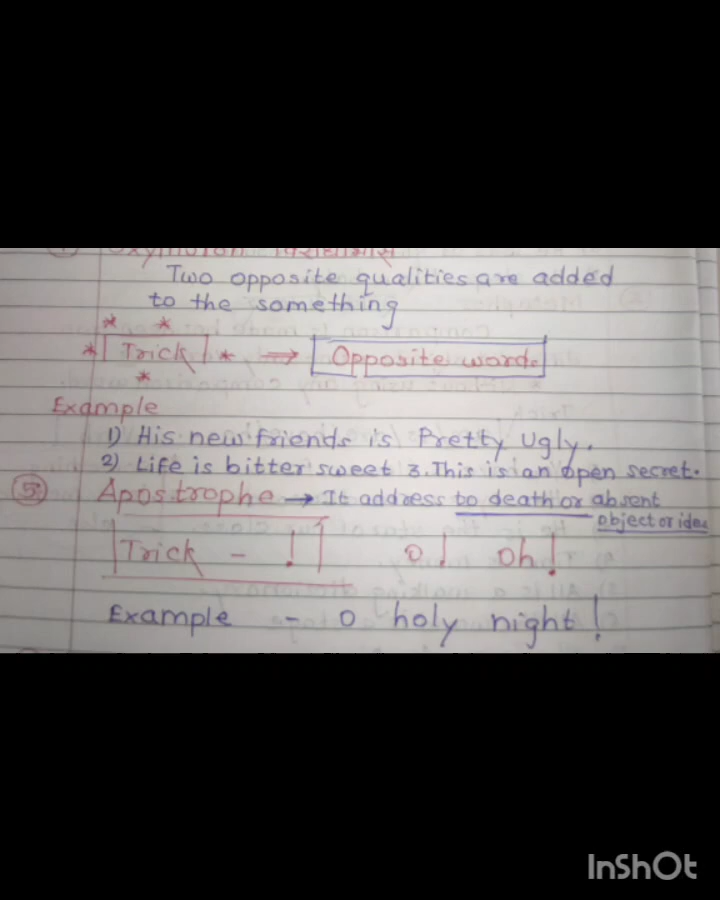 Oxymoron विरोधाभास
Two opposite qualities are added
to the something
* *
* Trick * ⇒ Opposite word.
*
Example
1) His new friends is Pretty Ugly.
2) Life is bitter sweet 3. This is an open secret.
5 Apostrophe → It address to death or absent
object or idea
Trick - ! O! Oh!
Example - O holy night!
InShOt